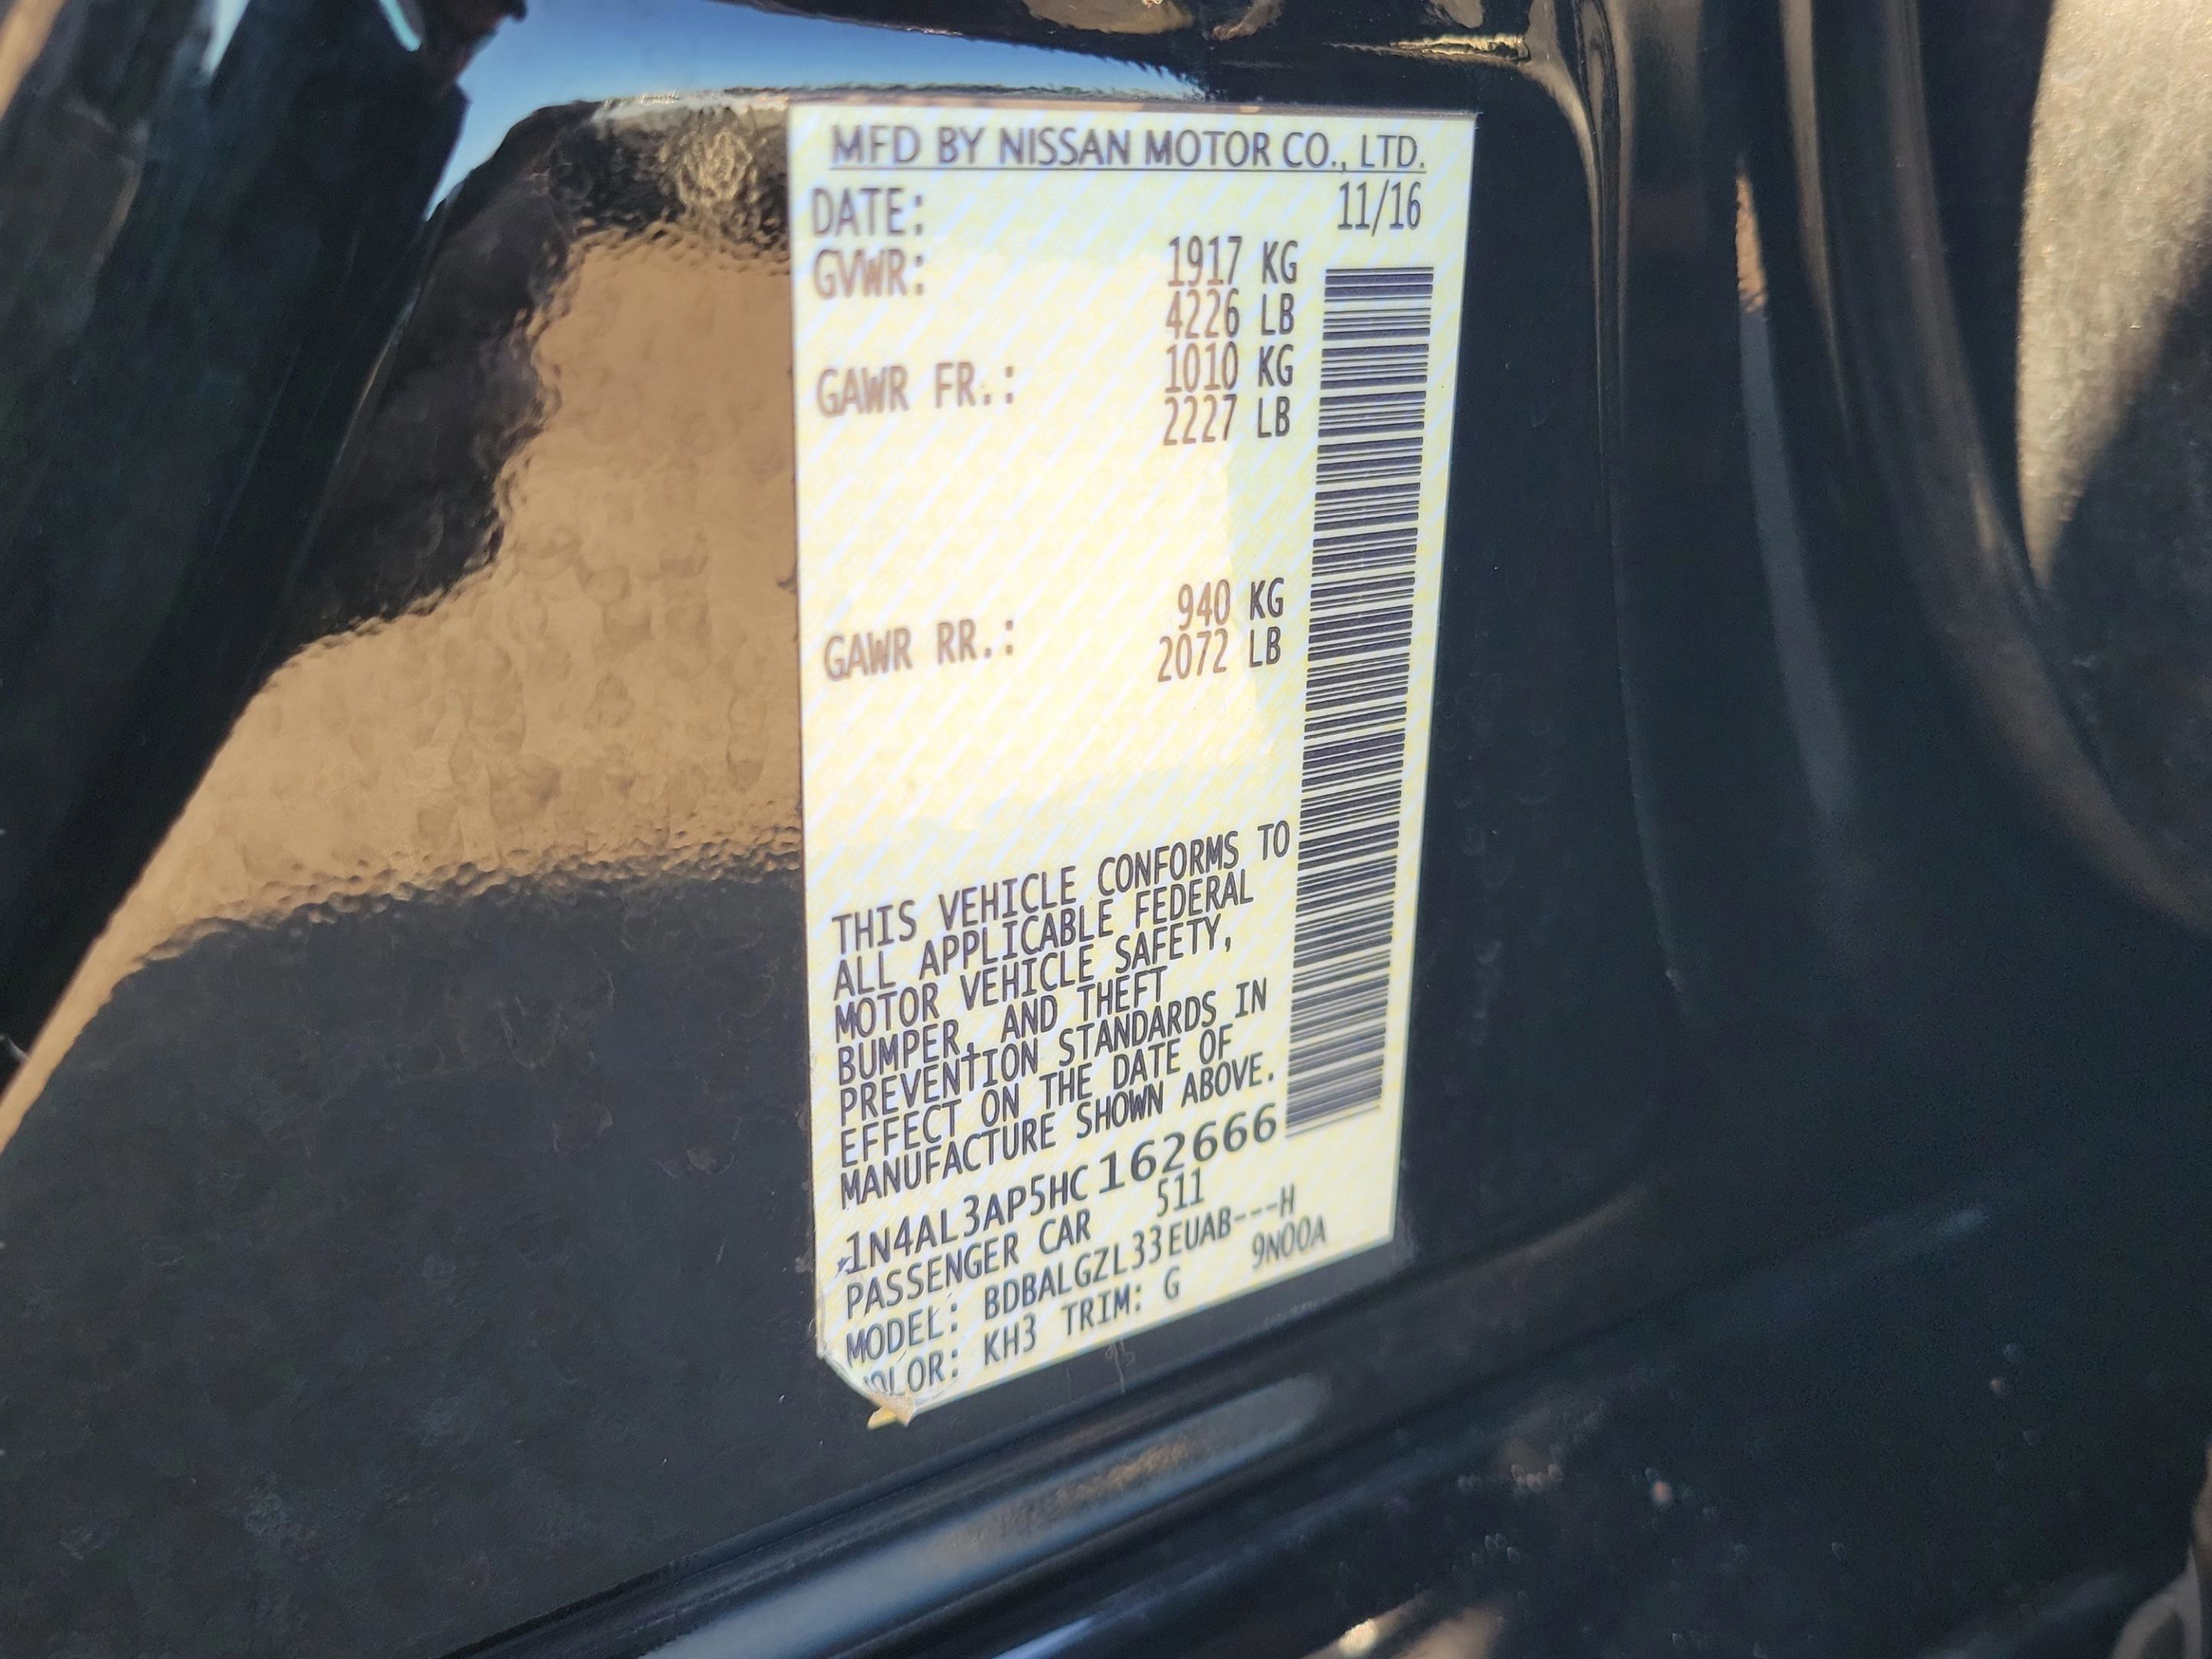 MFD BY NISSAN MOTOR CO., LTD.
DATE: 11/16
GVWR: 1917 KG
4226 LB
GAWR FR.: 1010 KG
2227 LB
GAWR RR.: 940 KG
2072 LB
THIS VEHICLE CONFORMS TO
ALL APPLICABLE FEDERAL
MOTOR VEHICLE SAFETY,
BUMPER, AND THEFT
PREVENTION STANDARDS IN
EFFECT ON THE DATE OF
MANUFACTURE SHOWN ABOVE.
1N4AL3AP5HC162666
PASSENGER CAR 511
MODEL: BDBALGZL33EUAB---H
COLOR: KH3 TRIM: G 9N00A